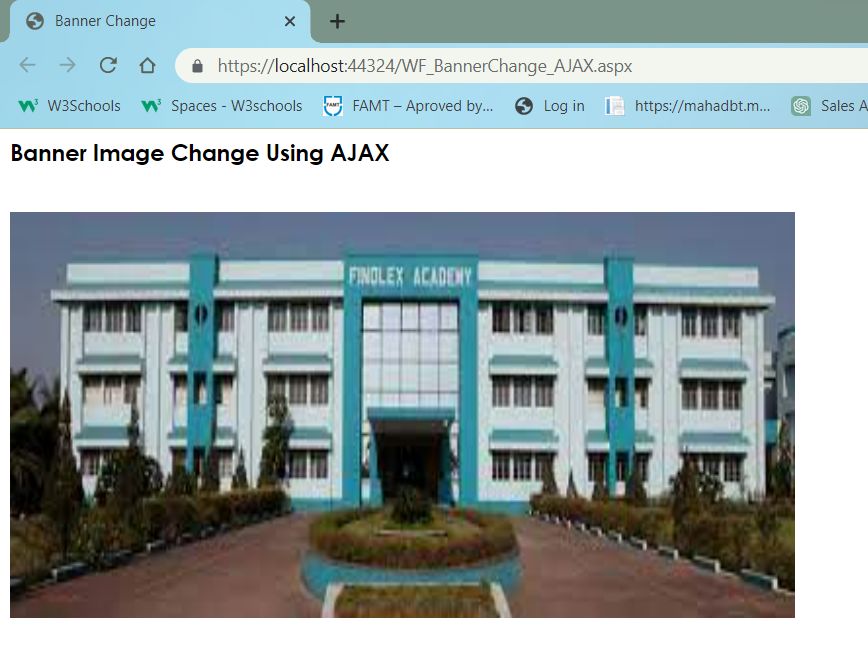 Banner Change
https://localhost:44324/WF_BannerChange_AJAX.aspx
W3Schools Spaces - W3schools FAMT – Aproved by... Log in https://mahadbt.m... Sales A
Banner Image Change Using AJAX
FINOLEX ACADEMY